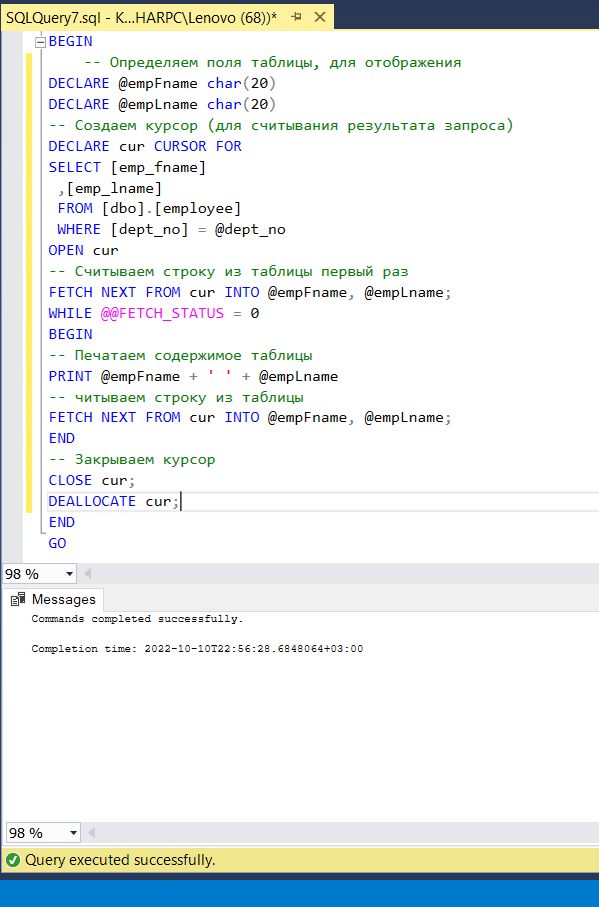 SQLQuery7.sql - K...HARPC\Lenovo (68))*
BEGIN
-- Определяем поля таблицы, для отображения
DECLARE @empFname char(20)
DECLARE @empLname char(20)
-- Создаем курсор (для считывания результата запроса)
DECLARE cur CURSOR FOR
SELECT [emp_fname]
,[emp_lname]
FROM [dbo].[employee]
WHERE [dept_no] = @dept_no
OPEN cur
-- Считываем строку из таблицы первый раз
FETCH NEXT FROM cur INTO @empFname, @empLname;
WHILE @@FETCH_STATUS = 0
BEGIN
-- Печатаем содержимое таблицы
PRINT @empFname + ' ' + @empLname
-- читываем строку из таблицы
FETCH NEXT FROM cur INTO @empFname, @empLname;
END
-- Закрываем курсор
CLOSE cur;
DEALLOCATE cur;
END
GO
98 %
Messages
Commands completed successfully.
Completion time: 2022-10-10T22:56:28.6848064+03:00
98 %
Query executed successfully.